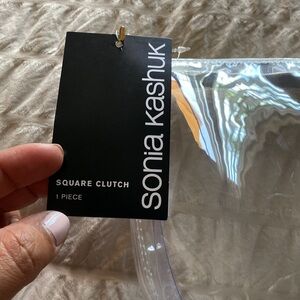 sonia kashuk
SQUARE CLUTCH
1 PIECE